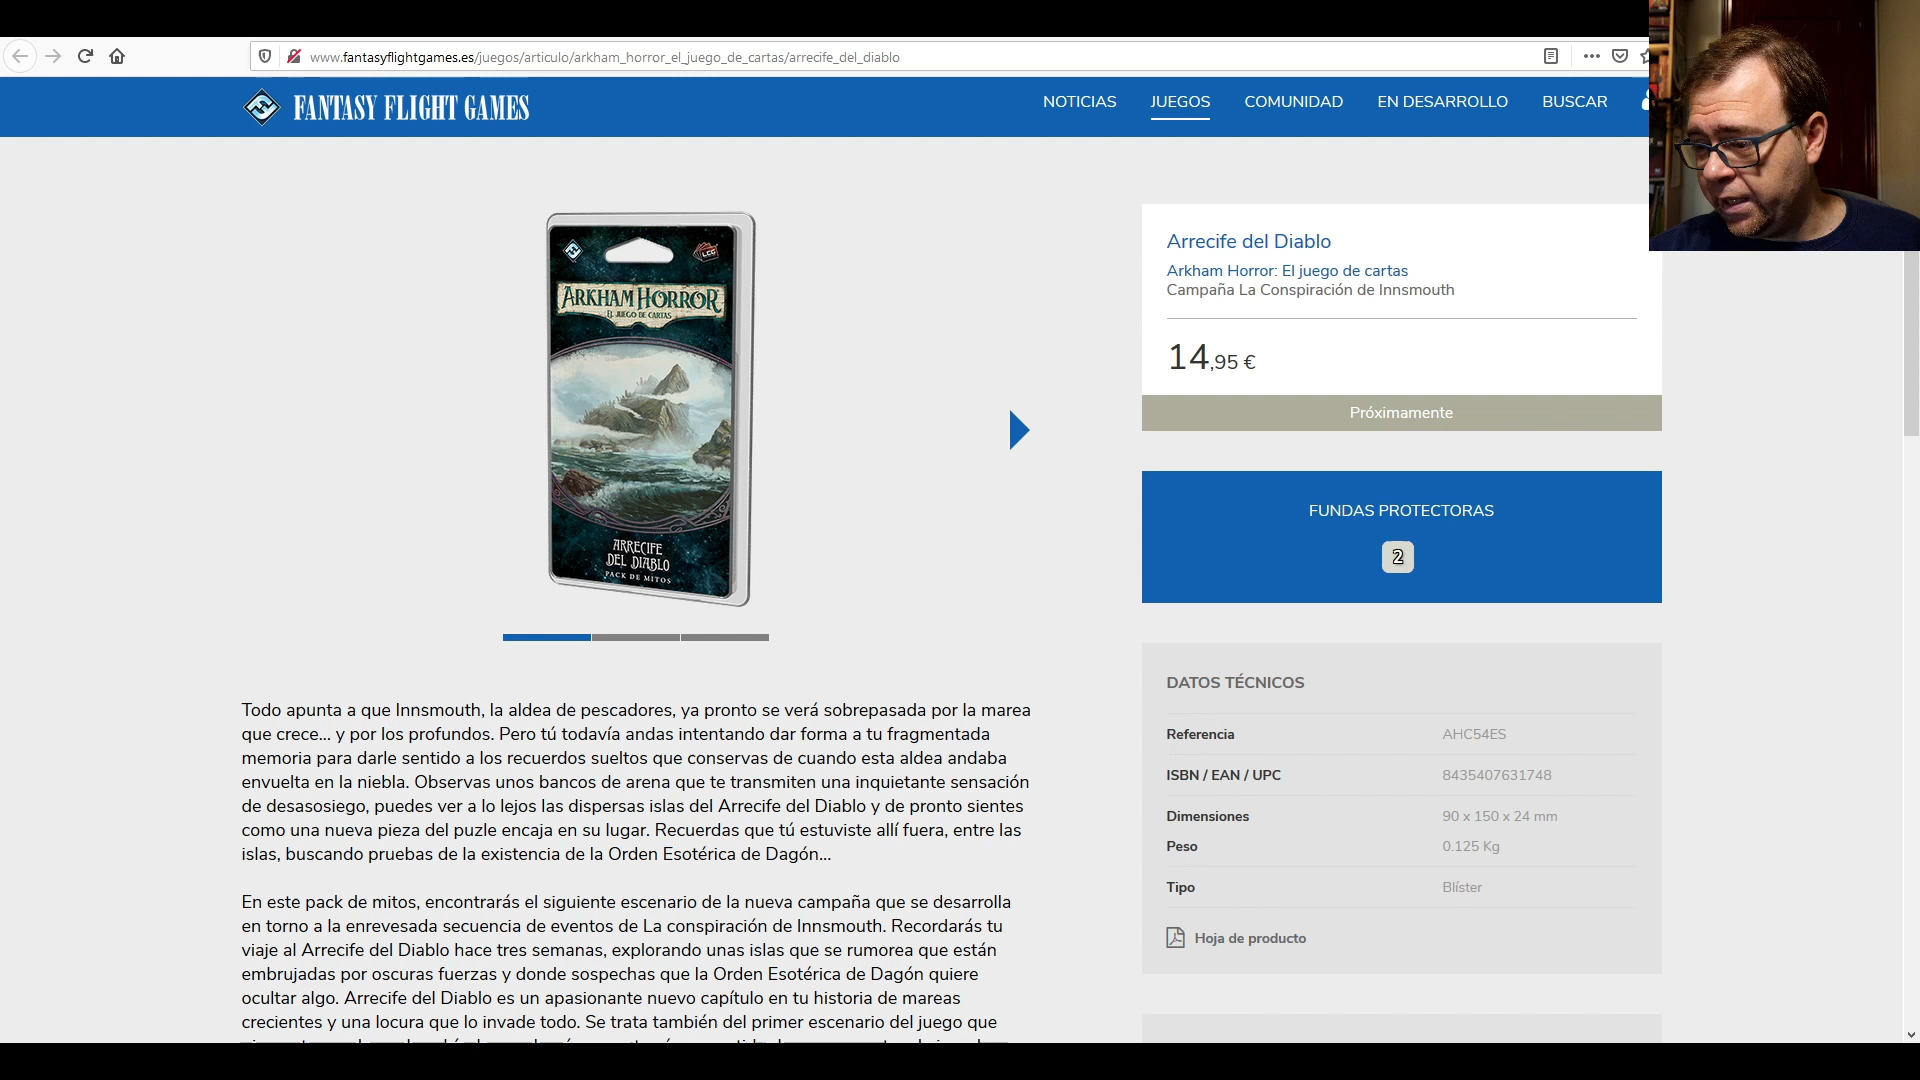 www.fantasyflightgames.es/juegos/articulo/arkham_horror_el_juego_de_cartas/arrecife_del_diablo
FANTASY FLIGHT GAMES
NOTICIAS
JUEGOS
COMUNIDAD
EN DESARROLLO
BUSCAR
LCG
ARKHAM HORROR
EL JUEGO DE CARTAS
ARRECIFE
DEL DIABLO
PACK DE MITOS
Arrecife del Diablo
Arkham Horror: El juego de cartas
Campaña La Conspiración de Innsmouth
14,95 €
Próximamente
FUNDAS PROTECTORAS
2
DATOS TÉCNICOS
Referencia AHC54ES
ISBN / EAN / UPC 8435407631748
Dimensiones 90 x 150 x 24 mm
Peso 0.125 Kg
Tipo Blíster
Hoja de producto
Todo apunta a que Innsmouth, la aldea de pescadores, ya pronto se verá sobrepasada por la marea
que crece... y por los profundos. Pero tú todavía andas intentando dar forma a tu fragmentada
memoria para darle sentido a los recuerdos sueltos que conservas de cuando esta aldea andaba
envuelta en la niebla. Observas unos bancos de arena que te transmiten una inquietante sensación
de desasosiego, puedes ver a lo lejos las dispersas islas del Arrecife del Diablo y de pronto sientes
como una nueva pieza del puzle encaja en su lugar. Recuerdas que tú estuviste allí fuera, entre las
islas, buscando pruebas de la existencia de la Orden Esotérica de Dagón...
En este pack de mitos, encontrarás el siguiente escenario de la nueva campaña que se desarrolla
en torno a la enrevesada secuencia de eventos de La conspiración de Innsmouth. Recordarás tu
viaje al Arrecife del Diablo hace tres semanas, explorando unas islas que se rumorea que están
embrujadas por oscuras fuerzas y donde sospechas que la Orden Esotérica de Dagón quiere
ocultar algo. Arrecife del Diablo es un apasionante nuevo capítulo en tu historia de mareas
crecientes y una locura que lo invade todo. Se trata también del primer escenario del juego que